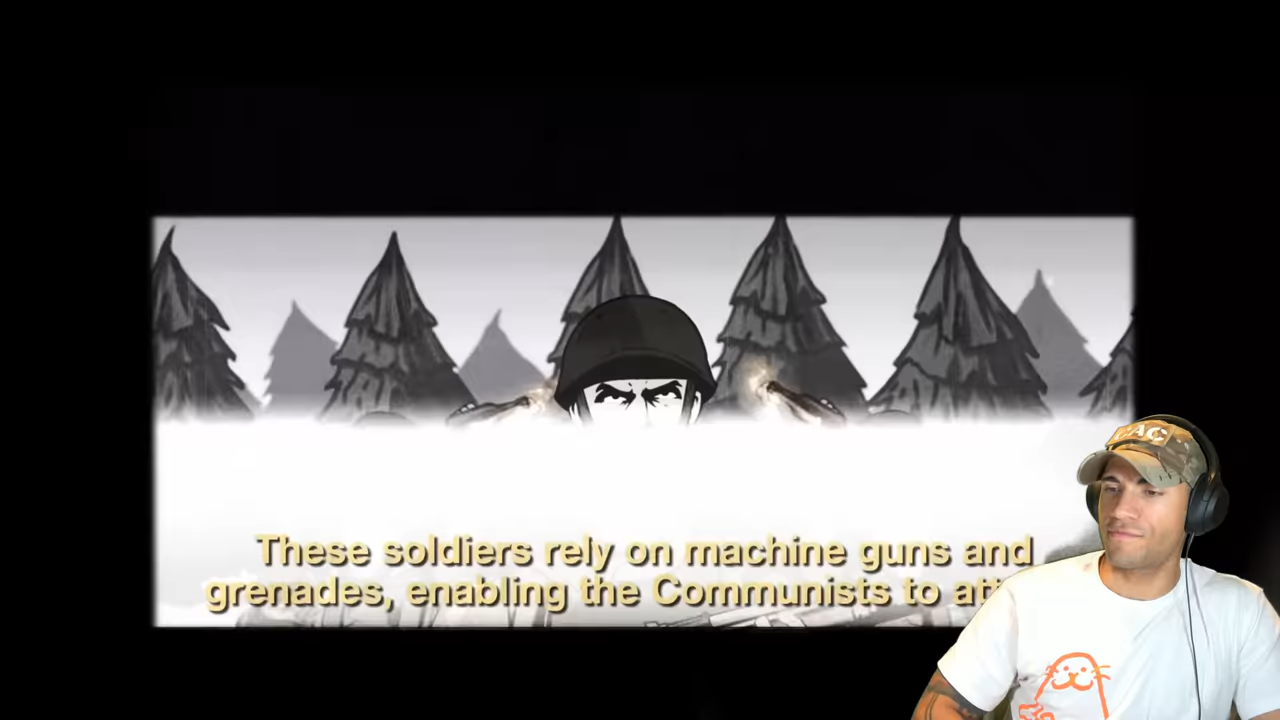 These soldiers rely on machine guns and
grenades, enabling the Communists to